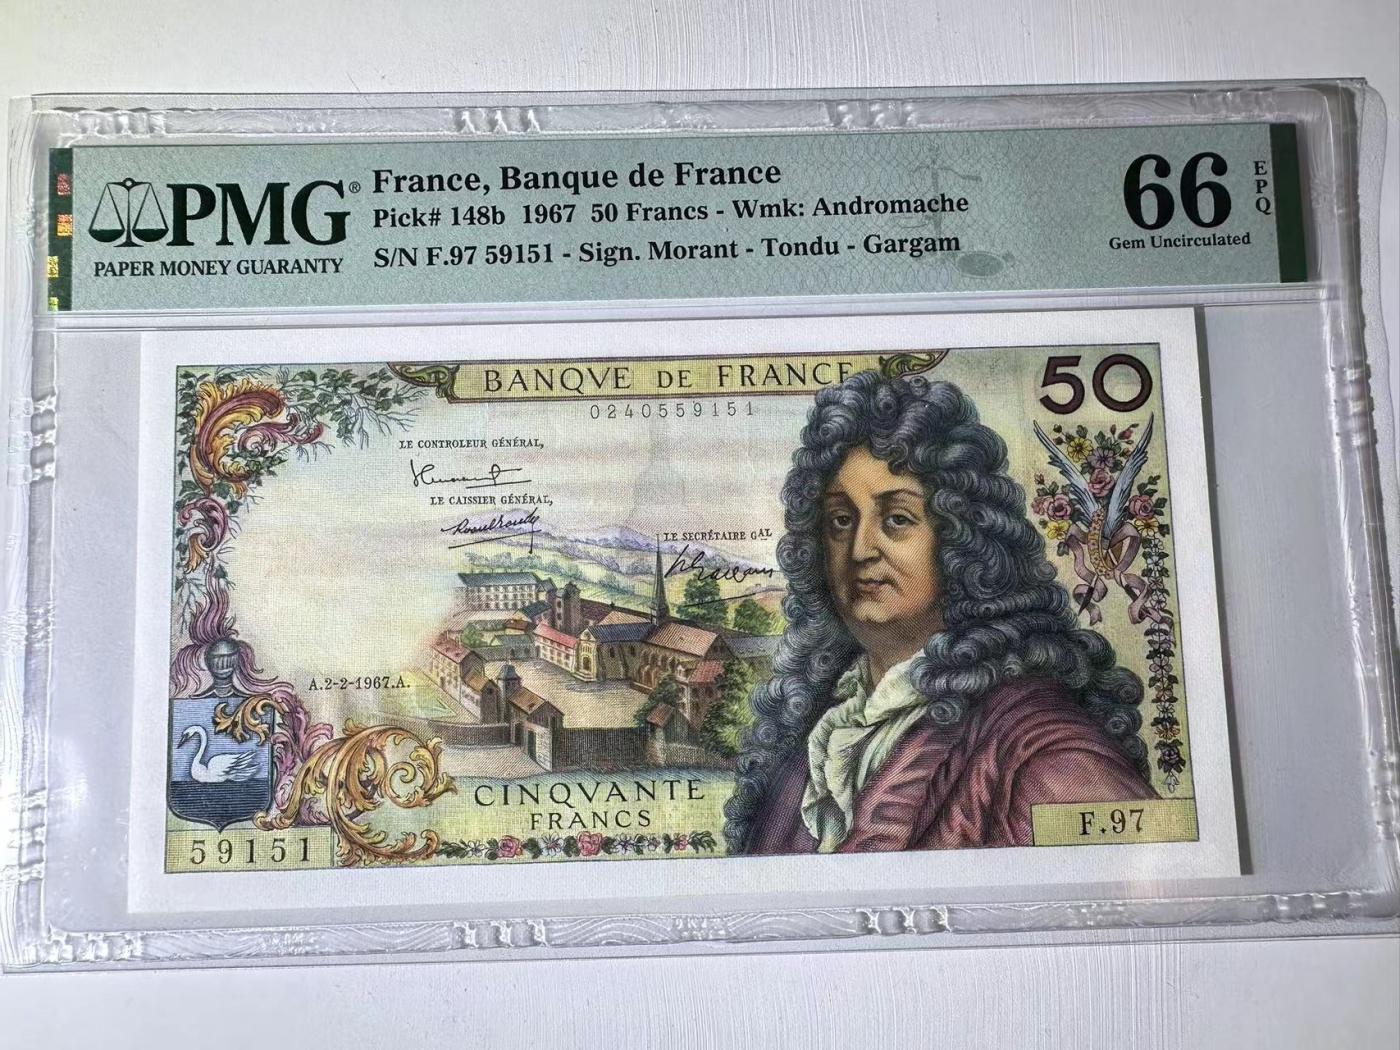 PMG®
PAPER MONEY GUARANTY
France, Banque de France
Pick# 148b 1967 50 Francs - Wmk: Andromache
S/N F.97 59151 - Sign. Morant - Tondu - Gargam
66
EPQ
Gem Uncirculated
BANQVE DE FRANCE
50
0240559151
LE CONTROLEUR GÉNÉRAL,
LE CAISSIER GÉNÉRAL,
LE SECRÉTAIRE GAL
A.2-2-1967.A.
CINQVANTE
FRANCS
59151
F.97